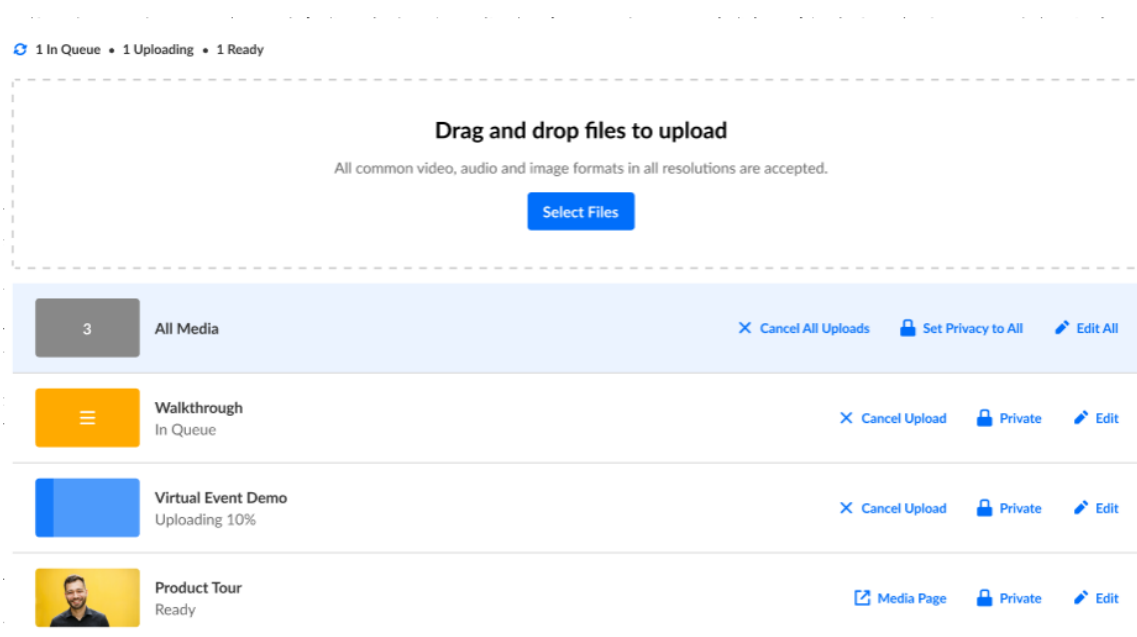 1 In Queue • 1 Uploading • 1 Ready
Drag and drop files to upload
All common video, audio and image formats in all resolutions are accepted.
Select Files
3 All Media Cancel All Uploads Set Privacy to All Edit All
Walkthrough
In Queue
Cancel Upload Private Edit
Virtual Event Demo
Uploading 10%
Cancel Upload Private Edit
Product Tour
Ready
Media Page Private Edit